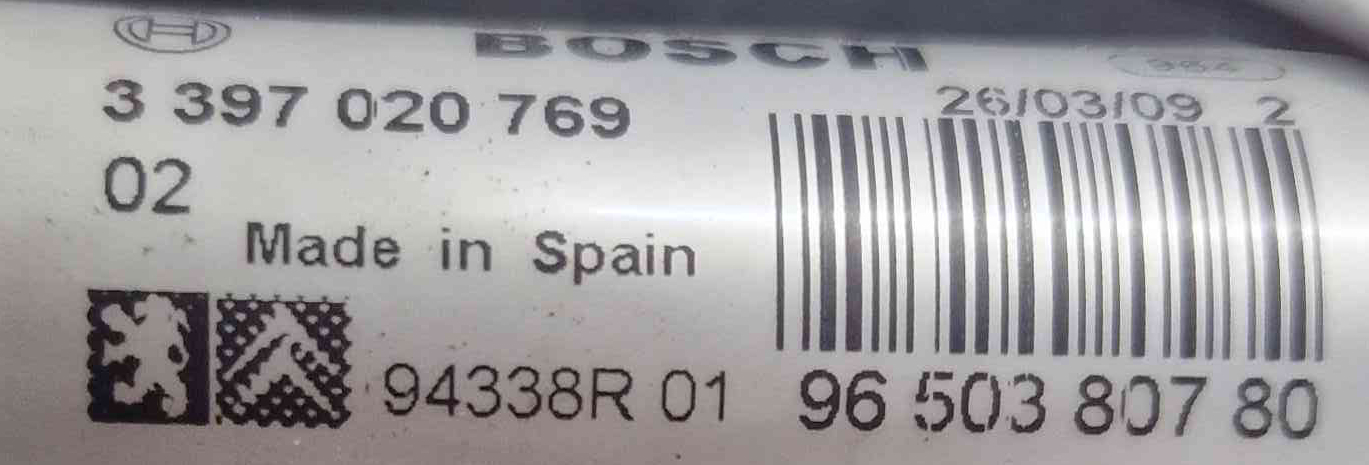 BOSCH
3 397 020 769
26/03/09 2
02
Made in Spain
94338R 01
96 503 807 80